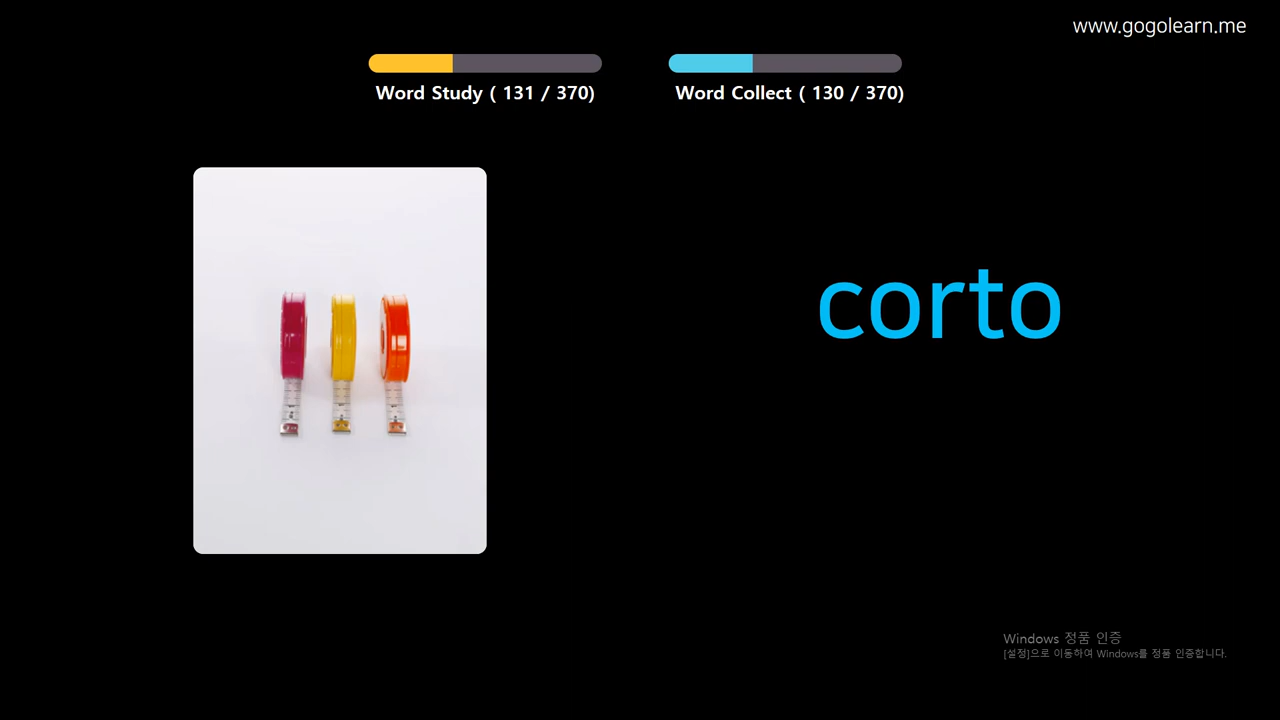 www.gogolearn.me
Word Study ( 131 / 370)
Word Collect ( 130 / 370)
corto
Windows 정품 인증
[설정]으로 이동하여 Windows를 정품 인증합니다.